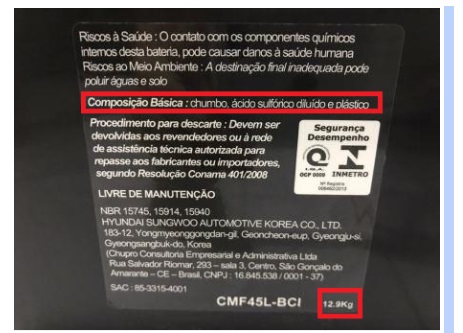 Riscos à Saúde : O contato com os componentes químicos
internos desta bateria, pode causar danos à saúde humana
Riscos ao Meio Ambiente : A destinação final inadequada pode
poluir águas e solo
Composição Básica : chumbo, ácido sulfórico diluído e plástico
Procedimento para descarte : Devem ser
devolvidas aos revendedores ou à rede
de assistência técnica autorizada para
repasse aos fabricantes ou importadores,
segundo Resolução Conama 401/2008
Segurança
Desempenho
OCP 0009
INMETRO
Nº Registro
LIVRE DE MANUTENÇÃO
NBR 15745, 15914, 15940
HYUNDAI SUNGWOO AUTOMOTIVE KOREA CO., LTD.
183-12, Yongmyeonggongdan-gil, Geoncheon-eup, Gyeongju-si,
Gyeongsangbuk-do, Korea
(Chupro Consultoria Empresarial e Administrativa Ltda
Rua Salvador Riomar, 293 – sala 3, Centro, São Gonçalo do
Amarante – CE – Brasil, CNPJ : 16.845.538 / 0001 - 37)
SAC : 85-3315-4001
CMF45L-BCI 12.9Kg